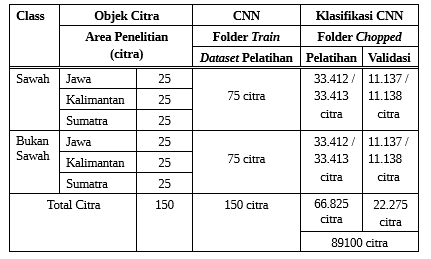 Class Objek Citra CNN Klasifikasi CNN
Area Penelitian Folder Train Folder Chopped
(citra) Dataset Pelatihan Pelatihan Validasi
Sawah Jawa 25 75 citra 33.412 / 11.137 /
Kalimantan 25 33.413 11.138
Sumatra 25 citra citra
Bukan Jawa 25 75 citra 33.412 / 11.137 /
Sawah Kalimantan 25 33.413 11.138
Sumatra 25 citra citra
Total Citra 150 150 citra 66.825 22.275
citra citra
89100 citra